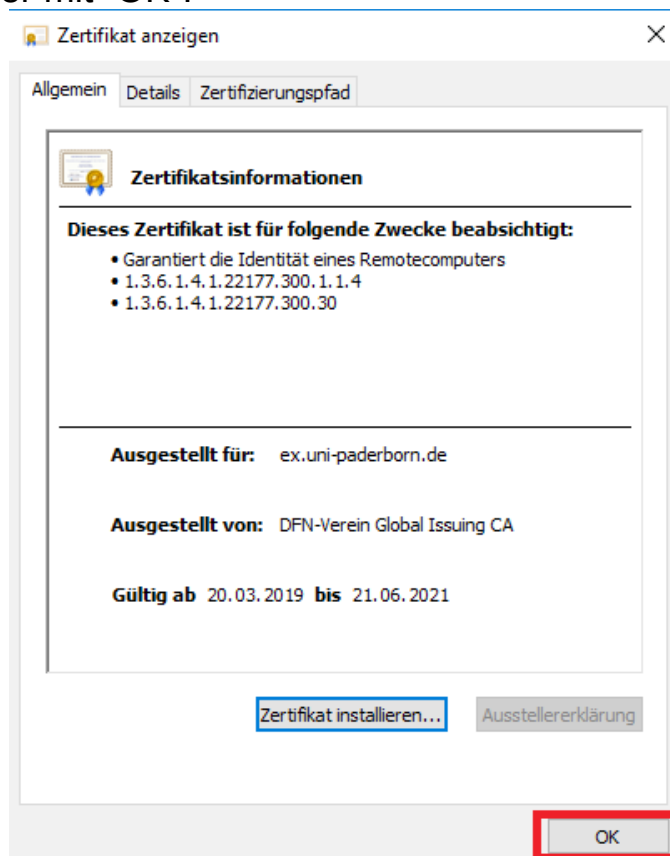 mit "OK".
Zertifikat anzeigen
Allgemein Details Zertifizierungspfad
Zertifikatsinformationen
Dieses Zertifikat ist für folgende Zwecke beabsichtigt:
• Garantiert die Identität eines Remotecomputers
• 1.3.6.1.4.1.22177.300.1.1.4
• 1.3.6.1.4.1.22177.300.30
Ausgestellt für: ex.uni-paderborn.de
Ausgestellt von: DFN-Verein Global Issuing CA
Gültig ab 20.03.2019 bis 21.06.2021
Zertifikat installieren... Ausstellererklärung
OK